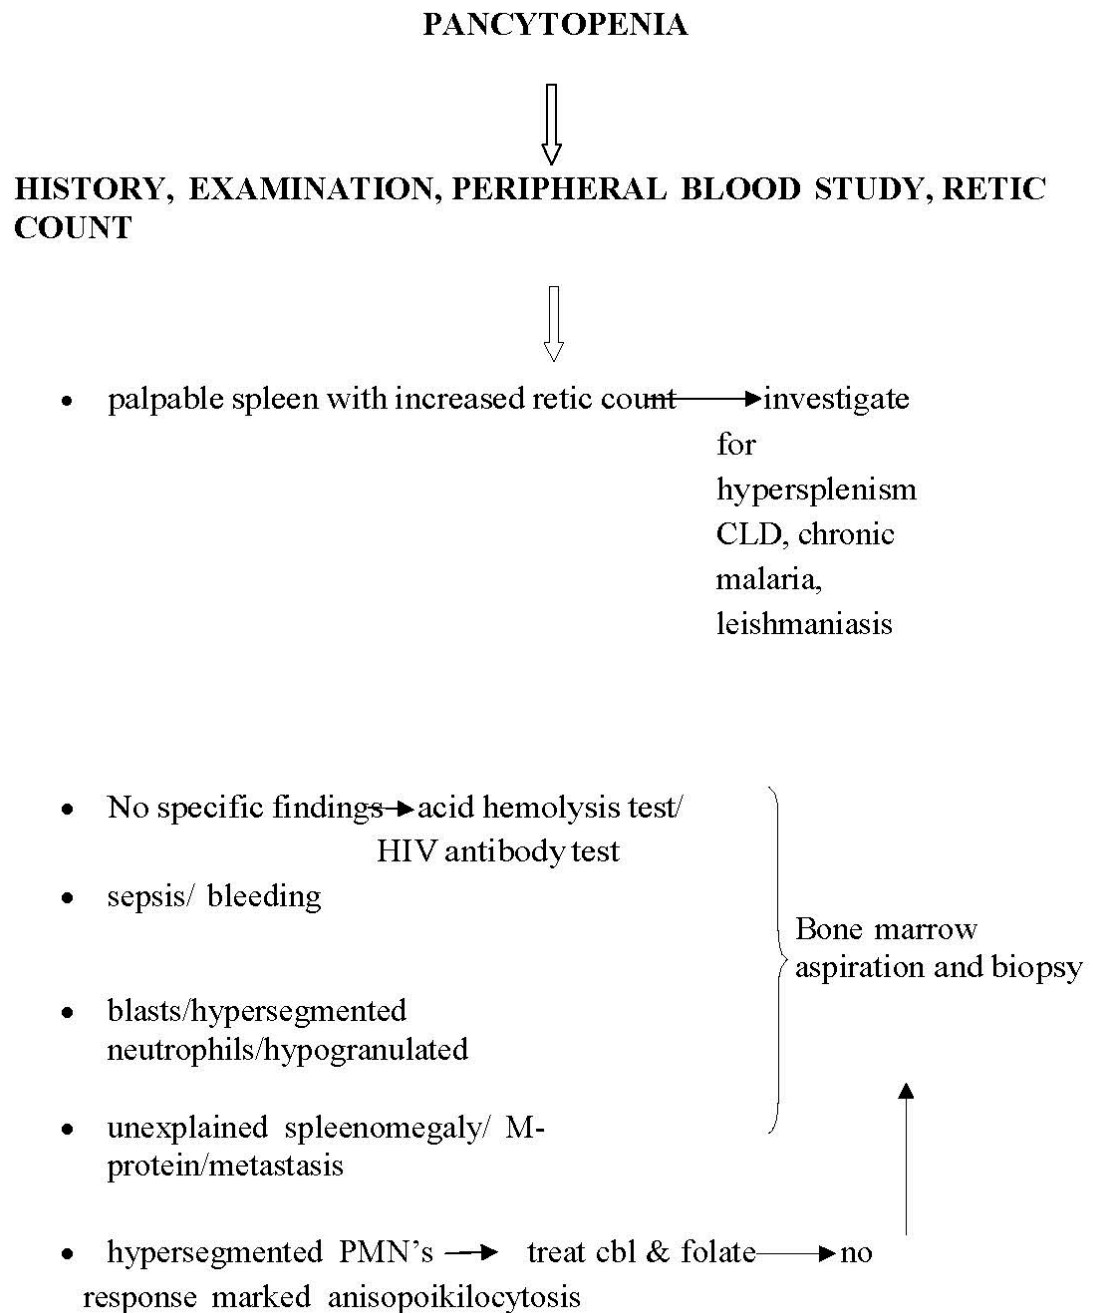 PANCYTOPENIA
HISTORY, EXAMINATION, PERIPHERAL BLOOD STUDY, RETIC
COUNT
• palpable spleen with increased retic count investigate
for
hypersplenism
CLD, chronic
malaria,
leishmaniasis
• No specific findings acid hemolysis test/
HIV antibody test
• sepsis/ bleeding
Bone marrow
aspiration and biopsy
• blasts/hypersegmented
neutrophils/hypogranulated
• unexplained spleenomegaly/ M-
protein/metastasis
• hypersegmented PMN's treat cbl & folate no
response marked anisopoikilocytosis